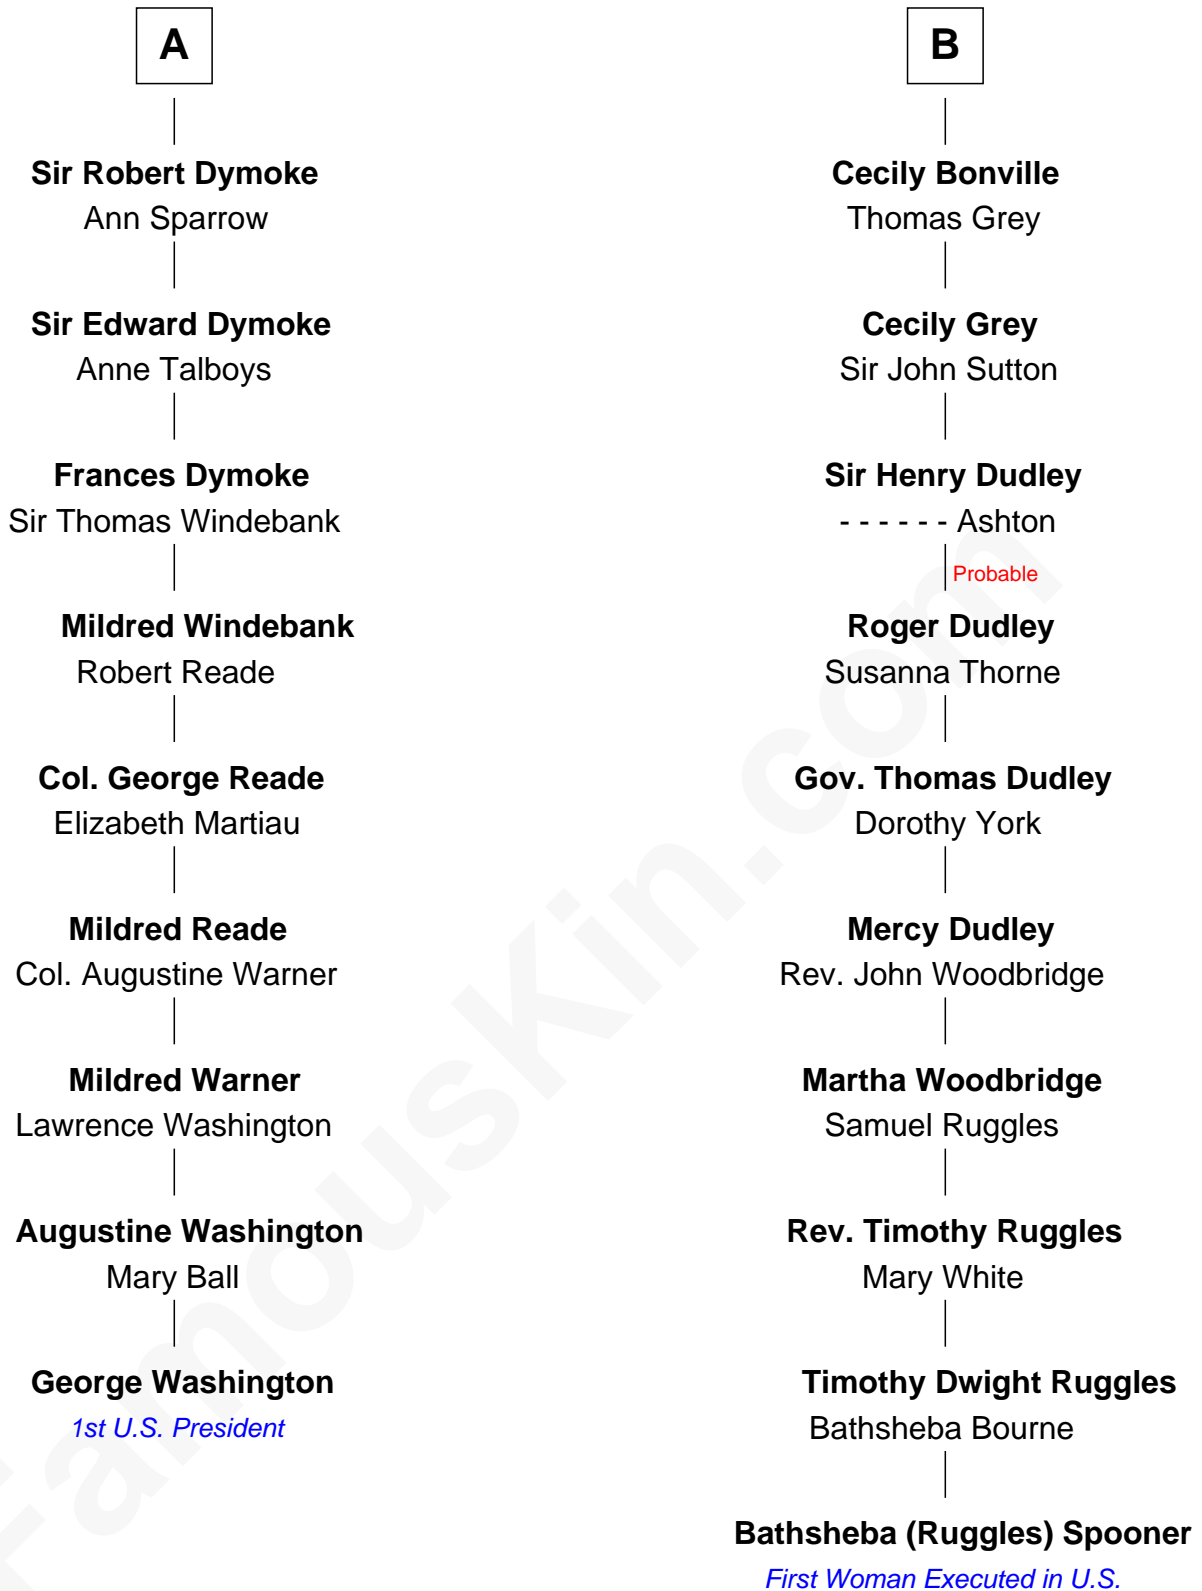 A
Sir Robert Dymoke
Ann Sparrow
Sir Edward Dymoke
Anne Talboys
Frances Dymoke
Sir Thomas Windebank
Mildred Windebank
Robert Reade
Col. George Reade
Elizabeth Martiau
Mildred Reade
Col. Augustine Warner
Mildred Warner
Lawrence Washington
Augustine Washington
Mary Ball
George Washington
1st U.S. President
B
Cecily Bonville
Thomas Grey
Cecily Grey
Sir John Sutton
Sir Henry Dudley
- - - - - - Ashton
Probable
Roger Dudley
Susanna Thorne
Gov. Thomas Dudley
Dorothy York
Mercy Dudley
Rev. John Woodbridge
Martha Woodbridge
Samuel Ruggles
Rev. Timothy Ruggles
Mary White
Timothy Dwight Ruggles
Bathsheba Bourne
Bathsheba (Ruggles) Spooner
First Woman Executed in U.S.
FamousKin.com